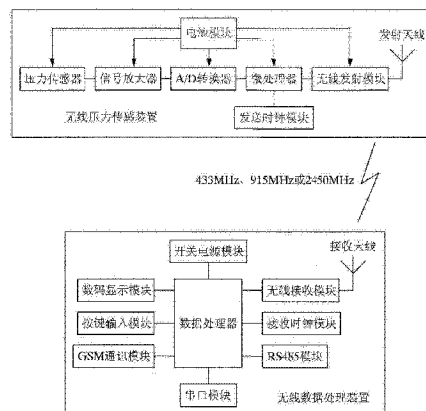 电源模块
发射天线
压力传感器
信号放大器
A/D转换器
微处理器
无线发射模块
无线压力传感装置
发送时钟模块
433MHz、915MHz或2450MHz
接收天线
开关电源模块
数码显示模块
无线接收模块
按键输入模块
数据处理器
接收时钟模块
GSM通讯模块
RS485模块
串口模块
无线数据处理装置